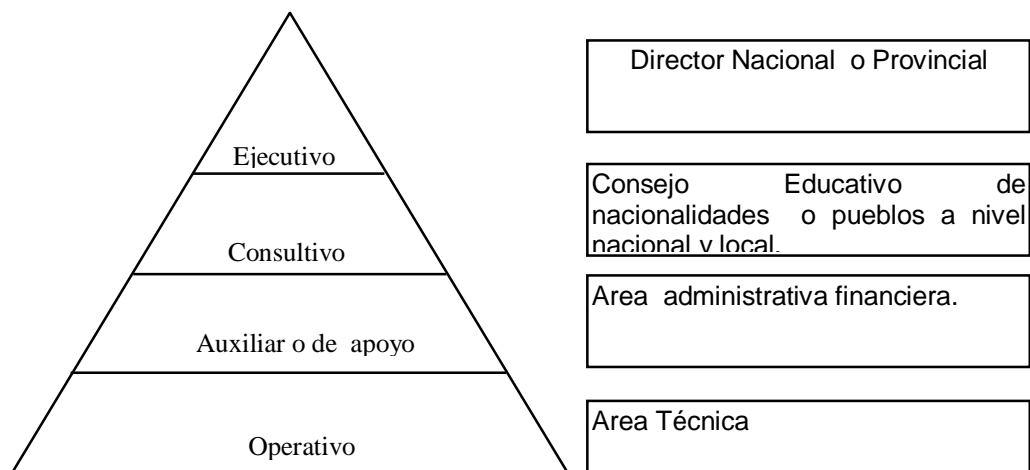 Director Nacional o Provincial
Ejecutivo
Consejo Educativo de
nacionalidades o pueblos a nivel
nacional y local.
Consultivo
Area administrativa financiera.
Auxiliar o de apoyo
Area Técnica
Operativo